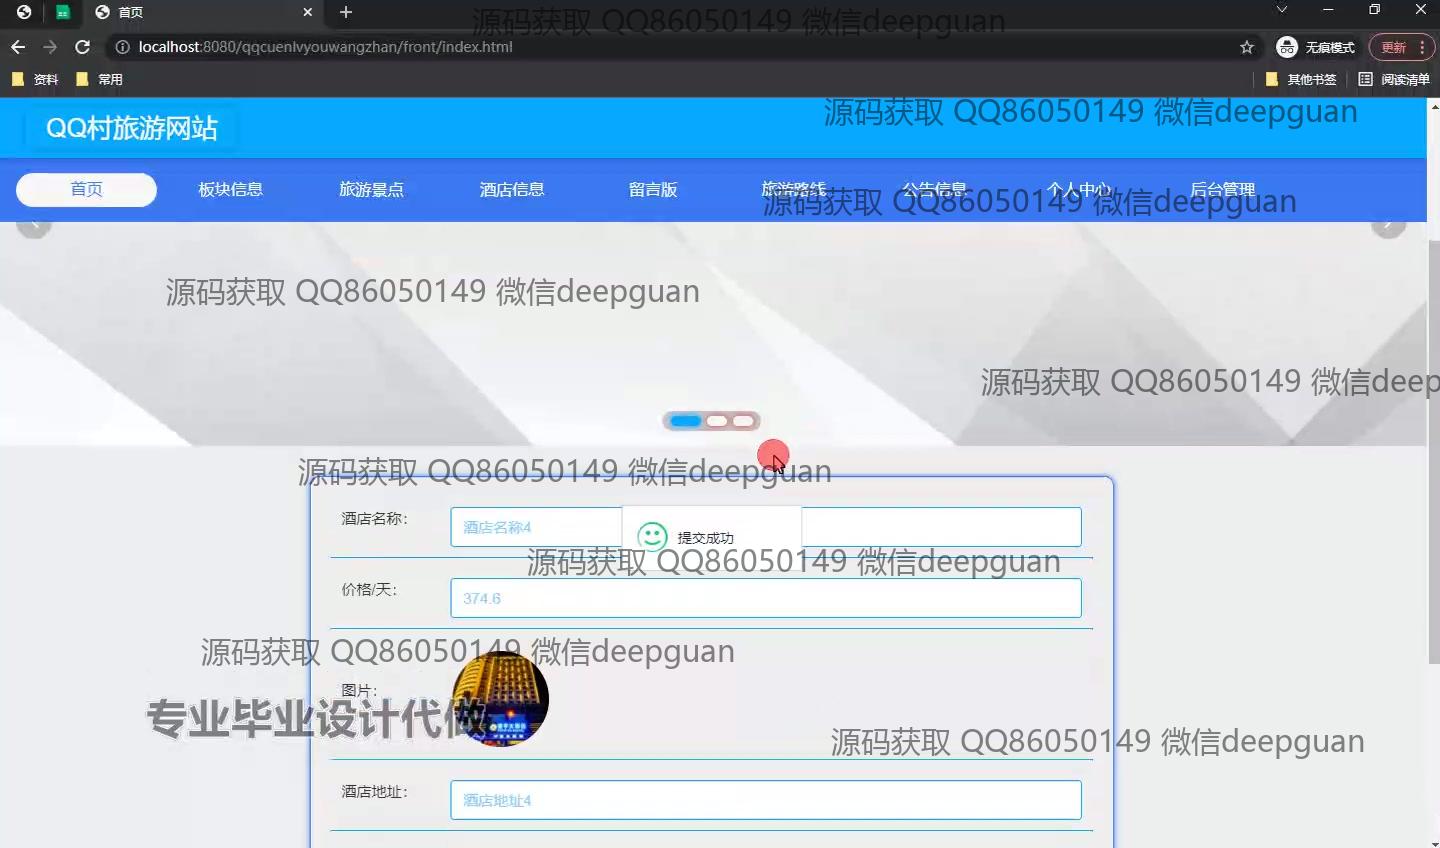 首页
源码获取 QQ86050149 微信deepguan
localhost:8080/qqcuenlvyouwangzhan/front/index.html
无痕模式
更新
资料
常用
其他书签
阅读清单
源码获取 QQ86050149 微信deepguan
QQ村旅游网站
首页
板块信息
旅游景点
酒店信息
留言版
旅游路线
公告信息
个人中心
后台管理
源码获取 QQ86050149 微信deepguan
源码获取 QQ86050149 微信deepguan
源码获取 QQ86050149 微信deep
源码获取 QQ86050149 微信deepguan
酒店名称：
酒店名称4
提交成功
源码获取 QQ86050149 微信deepguan
价格/天：
374.6
源码获取 QQ86050149 微信deepguan
图片：
专业毕业设计代做
源码获取 QQ86050149 微信deepguan
酒店地址：
酒店地址4